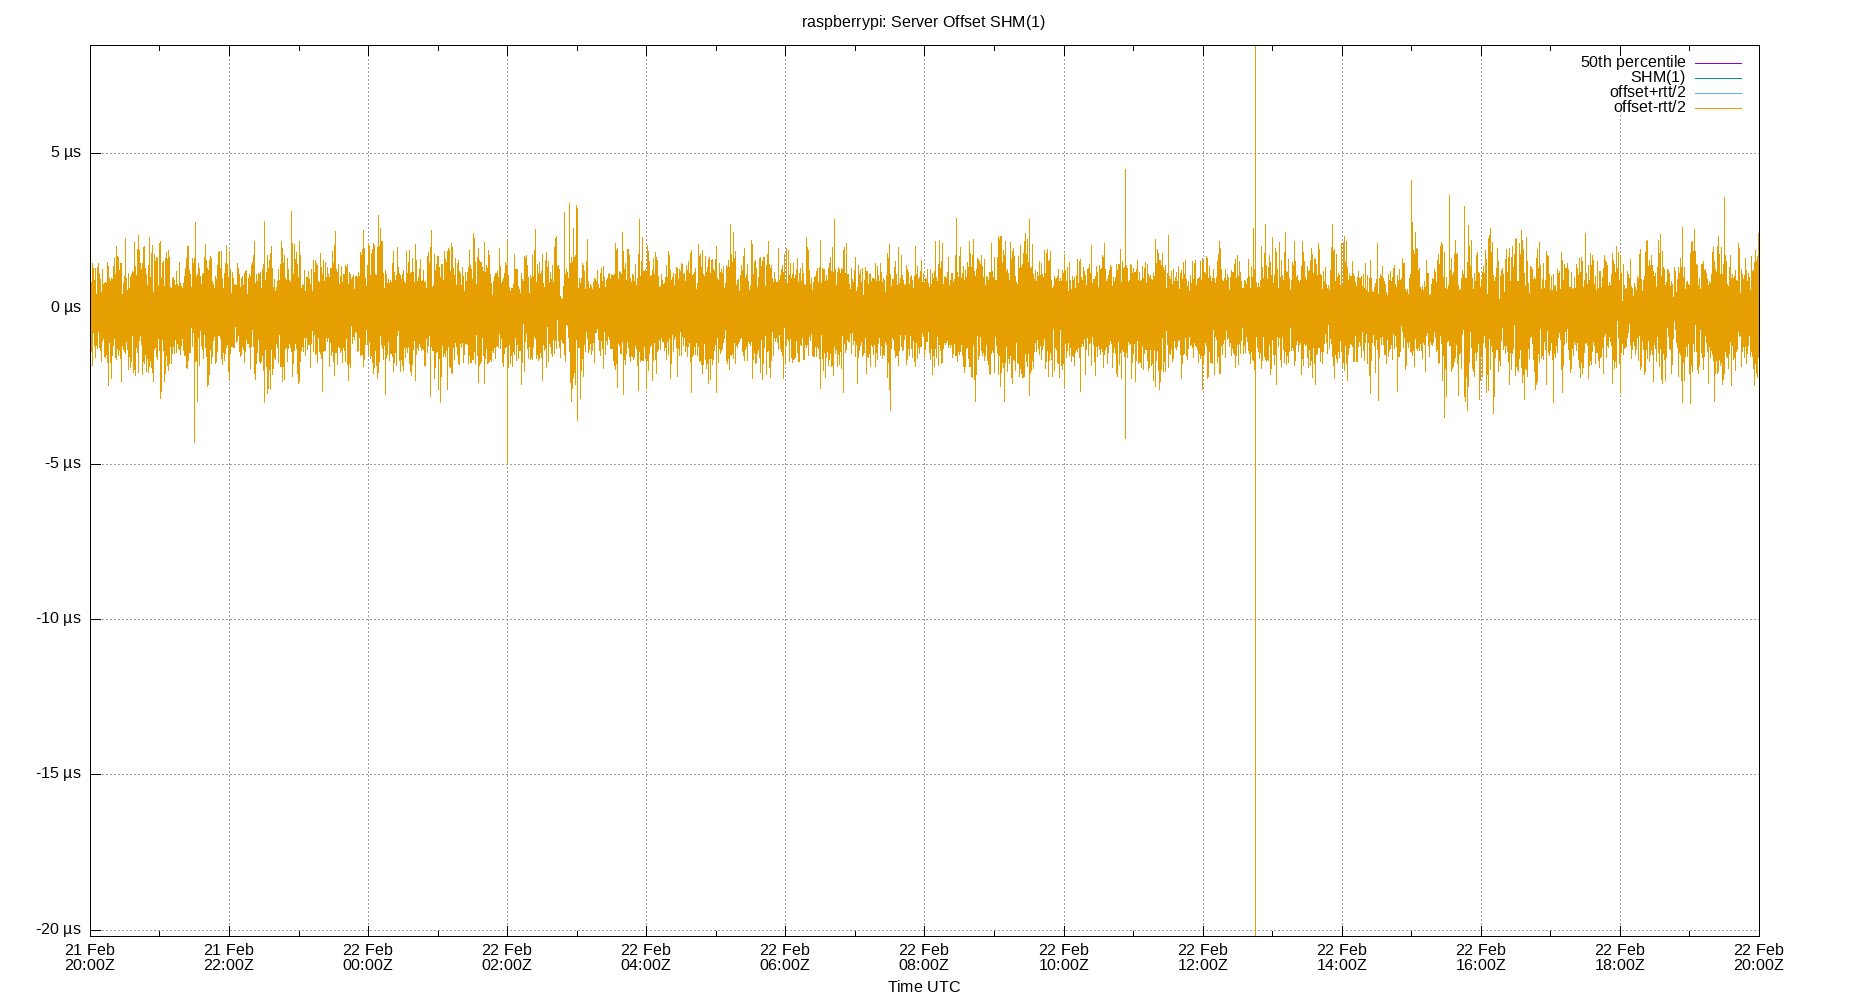 raspberrypi: Server Offset SHM(1)
50th percentile
SHM(1)
offset+rtt/2
offset-rtt/2
5 µs
0 µs
-5 µs
-10 µs
-15 µs
-20 µs
21 Feb 21 Feb 22 Feb 22 Feb 22 Feb 22 Feb 22 Feb 22 Feb 22 Feb 22 Feb 22 Feb 22 Feb 22 Feb
20:00Z 22:00Z 00:00Z 02:00Z 04:00Z 06:00Z 08:00Z 10:00Z 12:00Z 14:00Z 16:00Z 18:00Z 20:00Z
Time UTC